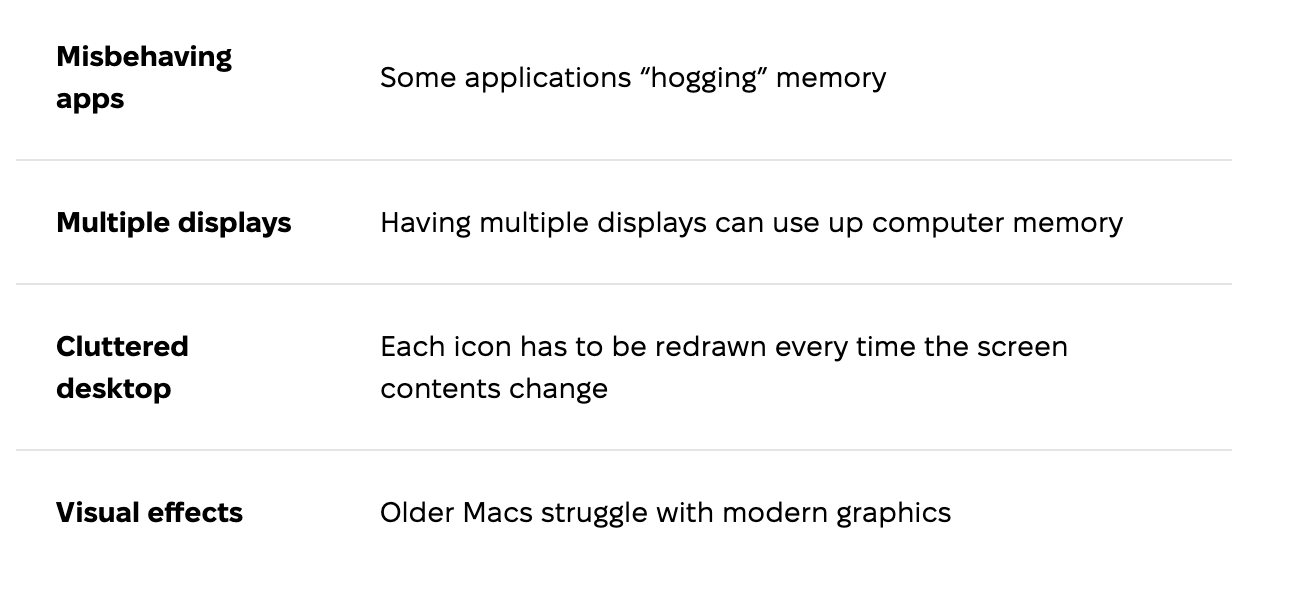 Misbehaving
apps
Some applications “hogging” memory
Multiple displays
Having multiple displays can use up computer memory
Cluttered
desktop
Each icon has to be redrawn every time the screen
contents change
Visual effects
Older Macs struggle with modern graphics